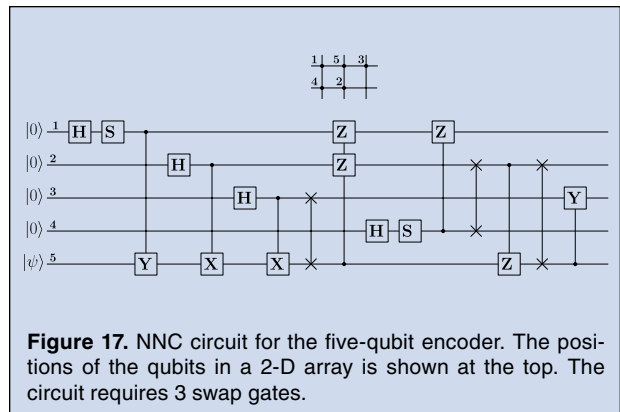 1 5 3
4 2
|0⟩ 1 H S Z Z
|0⟩ 2 H Z
|0⟩ 3 H Y
|0⟩ 4 H S
|ψ⟩ 5 Y X X Z
Figure 17. NNC circuit for the five-qubit encoder. The posi-
tions of the qubits in a 2-D array is shown at the top. The
circuit requires 3 swap gates.